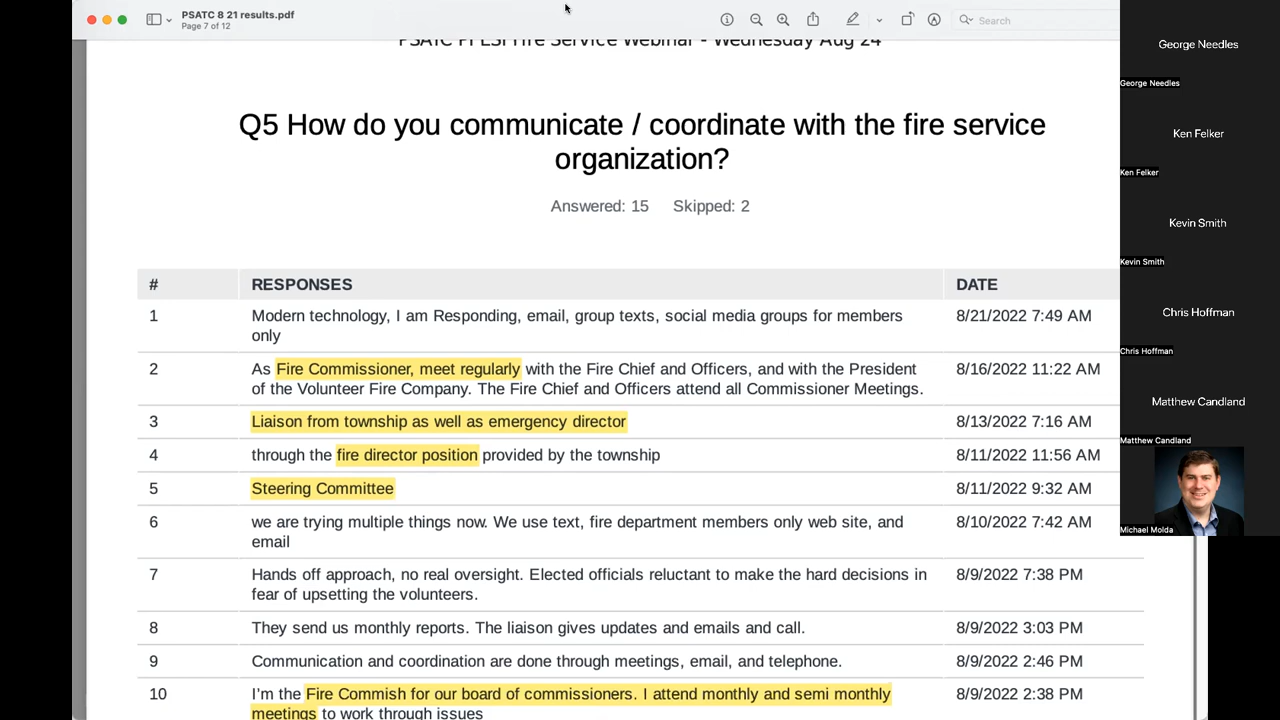 PSATC 8 21 results.pdf
Page 7 of 12
Search
PSATC PFLSI Fire Service Webinar - Wednesday Aug 24
Q5 How do you communicate / coordinate with the fire service
organization?
Answered: 15 Skipped: 2
# RESPONSES DATE
1 Modern technology, I am Responding, email, group texts, social media groups for members 8/21/2022 7:49 AM
only
2 As Fire Commissioner, meet regularly with the Fire Chief and Officers, and with the President 8/16/2022 11:22 AM
of the Volunteer Fire Company. The Fire Chief and Officers attend all Commissioner Meetings.
3 Liaison from township as well as emergency director 8/13/2022 7:16 AM
4 through the fire director position provided by the township 8/11/2022 11:56 AM
5 Steering Committee 8/11/2022 9:32 AM
6 we are trying multiple things now. We use text, fire department members only web site, and 8/10/2022 7:42 AM
email
7 Hands off approach, no real oversight. Elected officials reluctant to make the hard decisions in 8/9/2022 7:38 PM
fear of upsetting the volunteers.
8 They send us monthly reports. The liaison gives updates and emails and call. 8/9/2022 3:03 PM
9 Communication and coordination are done through meetings, email, and telephone. 8/9/2022 2:46 PM
10 I'm the Fire Commish for our board of commissioners. I attend monthly and semi monthly 8/9/2022 2:38 PM
meetings to work through issues
George Needles
George Needles
Ken Felker
Ken Felker
Kevin Smith
Kevin Smith
Chris Hoffman
Chris Hoffman
Matthew Candland
Matthew Candland
Michael Molda